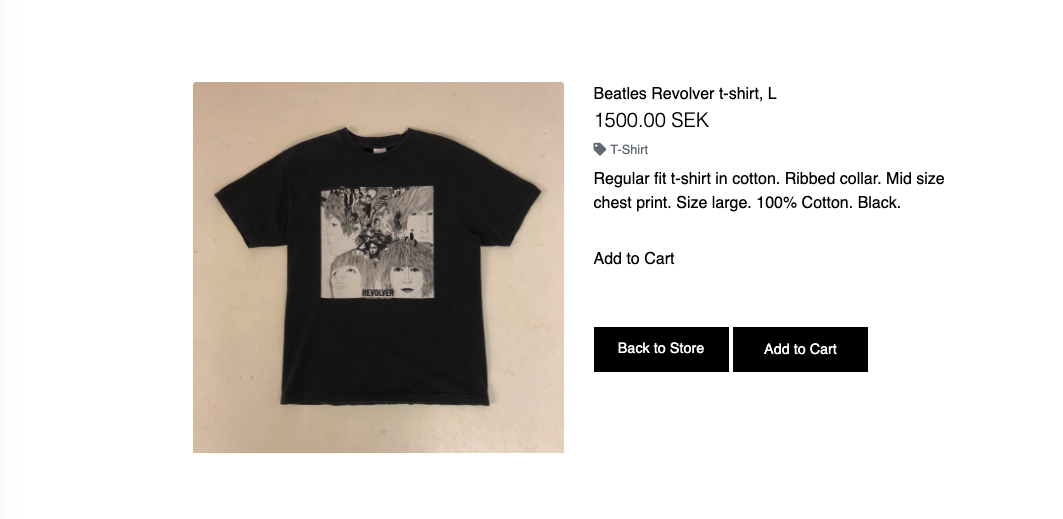 Beatles Revolver t-shirt, L
1500.00 SEK
T-Shirt
Regular fit t-shirt in cotton. Ribbed collar. Mid size
chest print. Size large. 100% Cotton. Black.
Add to Cart
Back to Store
Add to Cart
REVOLVER